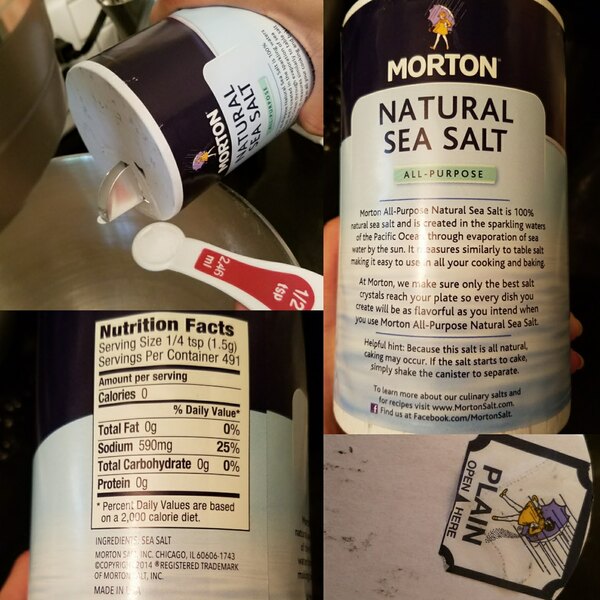 MORTON
NATURAL
SEA SALT
2.46
ml
1/2
tsp
MORTON
NATURAL
SEA SALT
ALL-PURPOSE
Morton All-Purpose Natural Sea Salt is 100%
natural sea salt and is created in the sparkling waters
of the Pacific Ocean through evaporation of sea
water by the sun. It measures similarly to table salt
making it easy to use in all your cooking and baking.
At Morton, we make sure only the best salt
crystals reach your plate so every dish you
create will be as flavorful as you intend when
you use Morton All-Purpose Natural Sea Salt.
Helpful hint: Because this salt is all natural,
caking may occur. If the salt starts to cake,
simply shake the canister to separate.
To learn more about our culinary salts and
for recipes visit www.MortonSalt.com.
f Find us at Facebook.com/MortonSalt.
Nutrition Facts
Serving Size 1/4 tsp (1.5g)
Servings Per Container 491
Amount per serving
Calories 0
% Daily Value*
Total Fat 0g 0%
Sodium 590mg 25%
Total Carbohydrate 0g 0%
Protein 0g
* Percent Daily Values are based
on a 2,000 calorie diet.
INGREDIENTS: SEA SALT
MORTON SALT, INC. CHICAGO, IL 60606-1743
©COPYRIGHT 2014 ®REGISTERED TRADEMARK
OF MORTON SALT, INC.
MADE IN USA
PLAIN
OPEN HERE